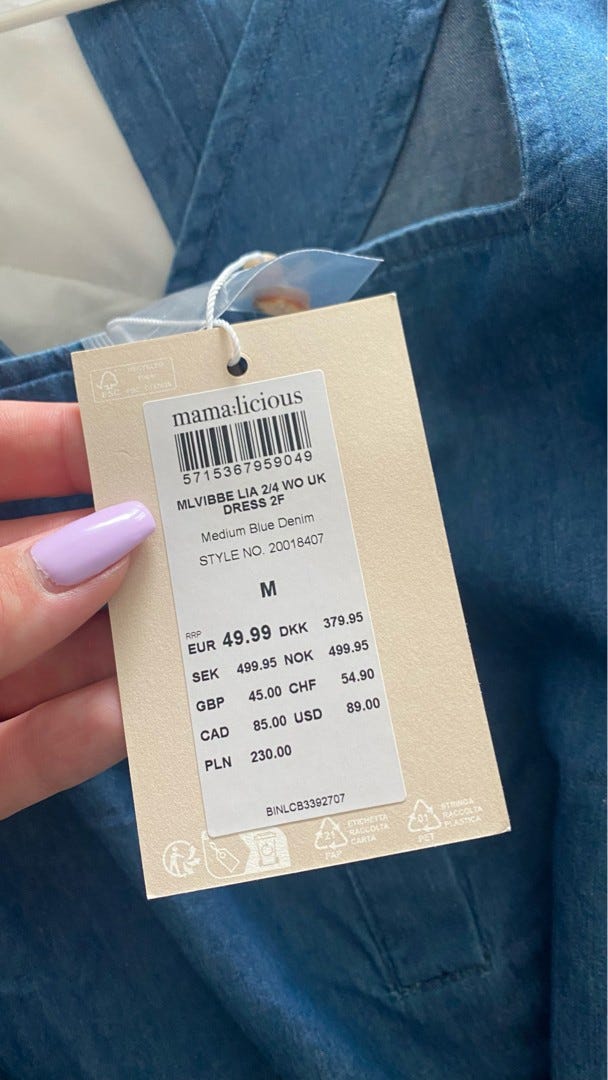 FSC
mama:licious
5715367959049
MLVIBBE LIA 2/4 WO UK
DRESS 2F
Medium Blue Denim
STYLE NO. 20018407
M
RRP
EUR 49.99 DKK 379.95
SEK 499.95 NOK 499.95
GBP 45.00 CHF 54.90
CAD 85.00 USD 89.00
PLN 230.00
BINLCB3392707
21
PAP
ETICHETTA
RACCOLTA
CARTA
01
PET
STRINGA
RACCOLTA
PLASTICA